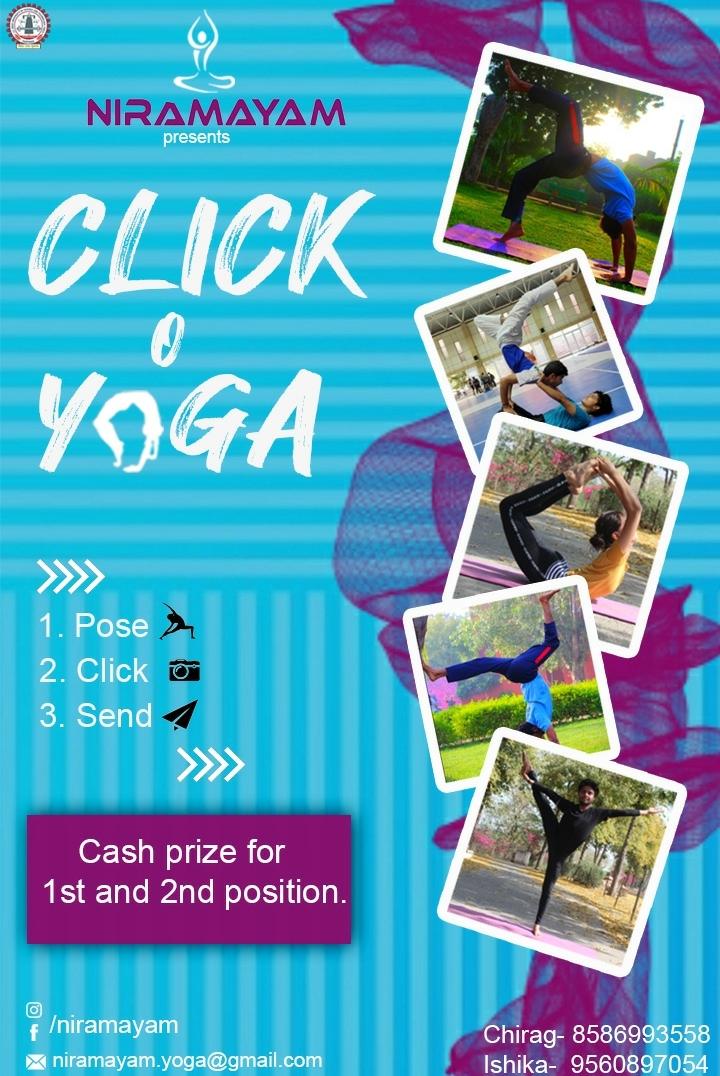 NIRAMAYAM
presents
CLICK
O
YOGA
1. Pose
2. Click
3. Send
Cash prize for
1st and 2nd position.
/niramayam
niramayam.yoga@gmail.com
Chirag- 8586993558
Ishika- 9560897054